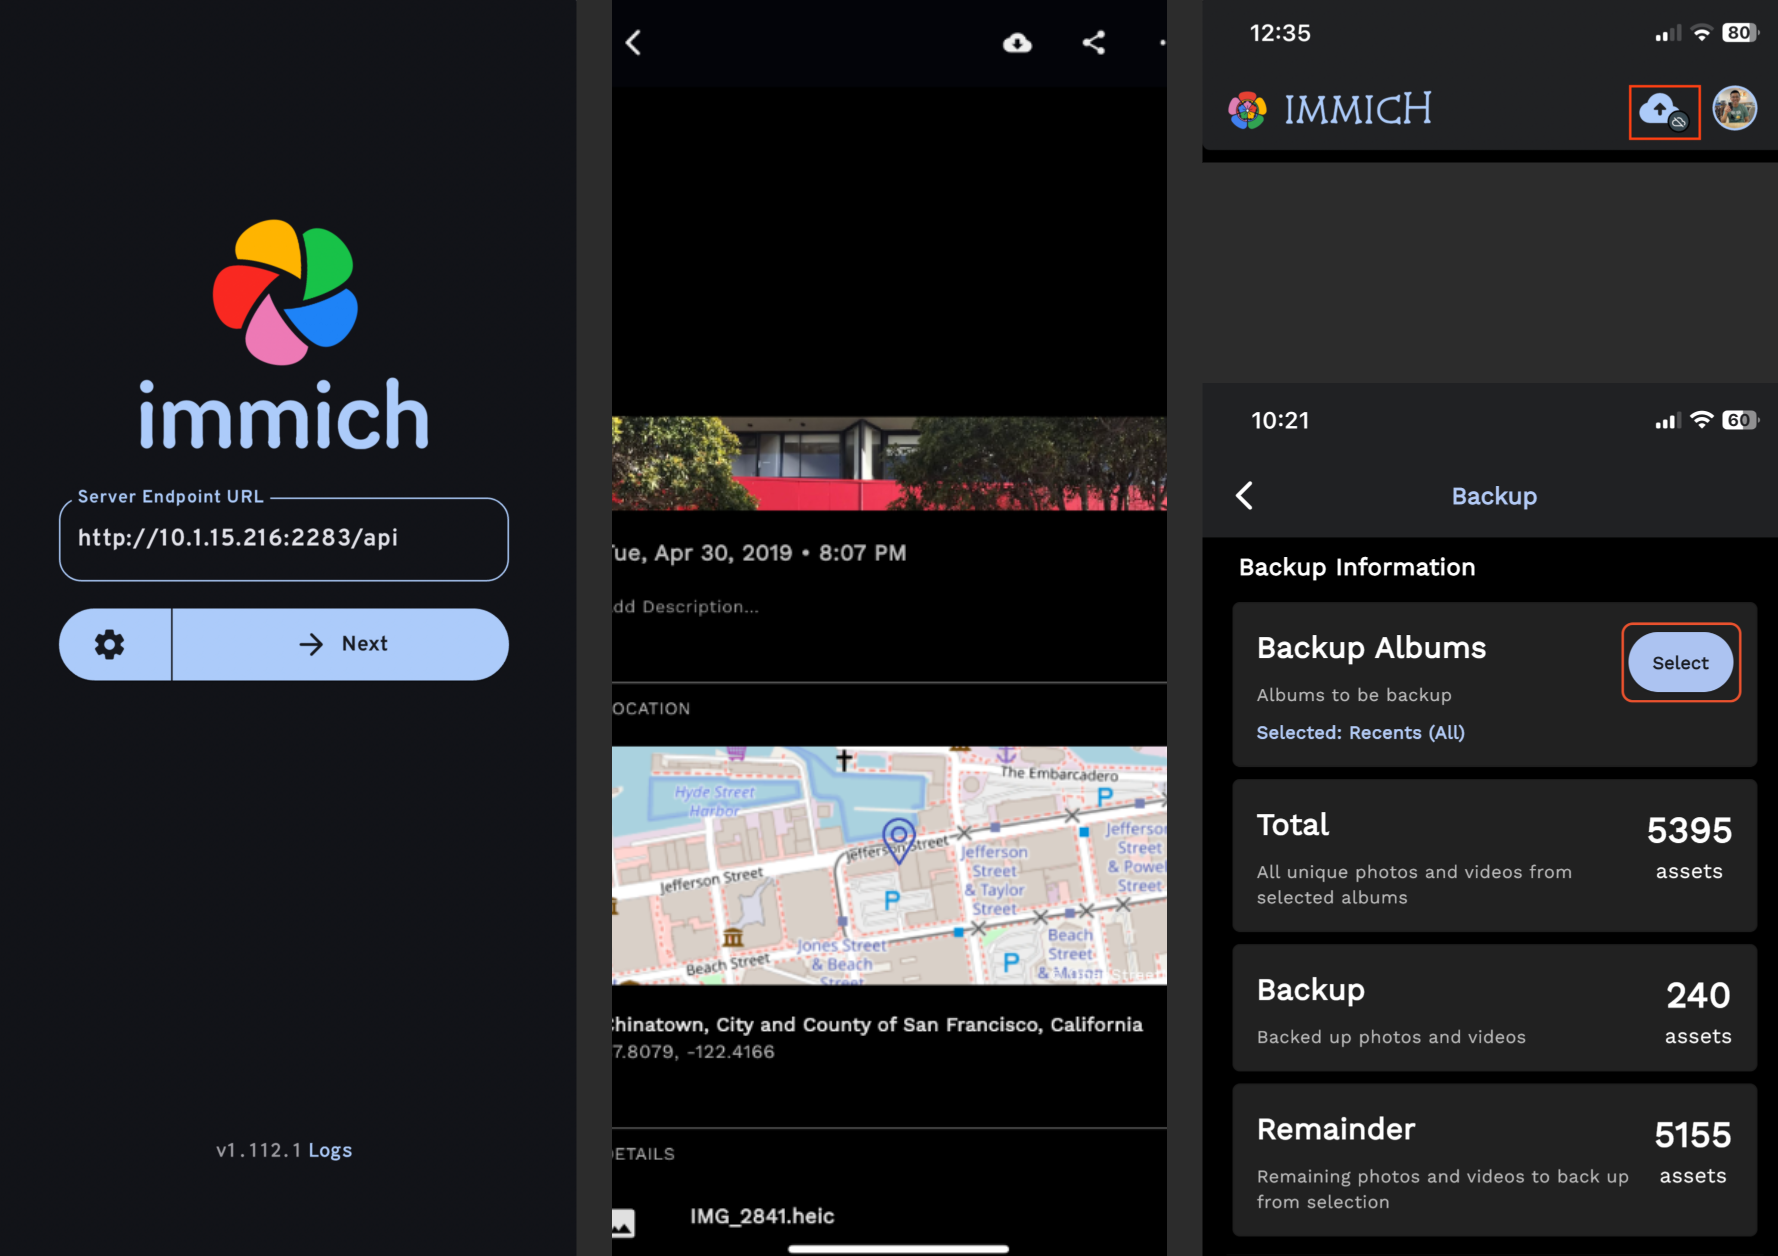 immich
Server Endpoint URL
http://10.1.15.216:2283/api
Next
v1.112.1 Logs
ue, Apr 30, 2019 • 8:07 PM
dd Description...
OCATION
The Embarcadero
Hyde Street
Harbor
P
Jefferson Street
Jefferson
Street
& Taylor
Street
Jefferson
Street
& Powel
Street
Jefferson Street
P
Jones Street
& Beach
Street
Beach Street
Beach
Street
& Mason
Street
P
Chinatown, City and County of San Francisco, California
7.8079, -122.4166
DETAILS
IMG_2841.heic
12:35
80
IMMICH
10:21
60
Backup
Backup Information
Backup Albums
Select
Albums to be backup
Selected: Recents (All)
Total
5395
All unique photos and videos from
selected albums
assets
Backup
240
Backed up photos and videos
assets
Remainder
5155
Remaining photos and videos to back up
from selection
assets